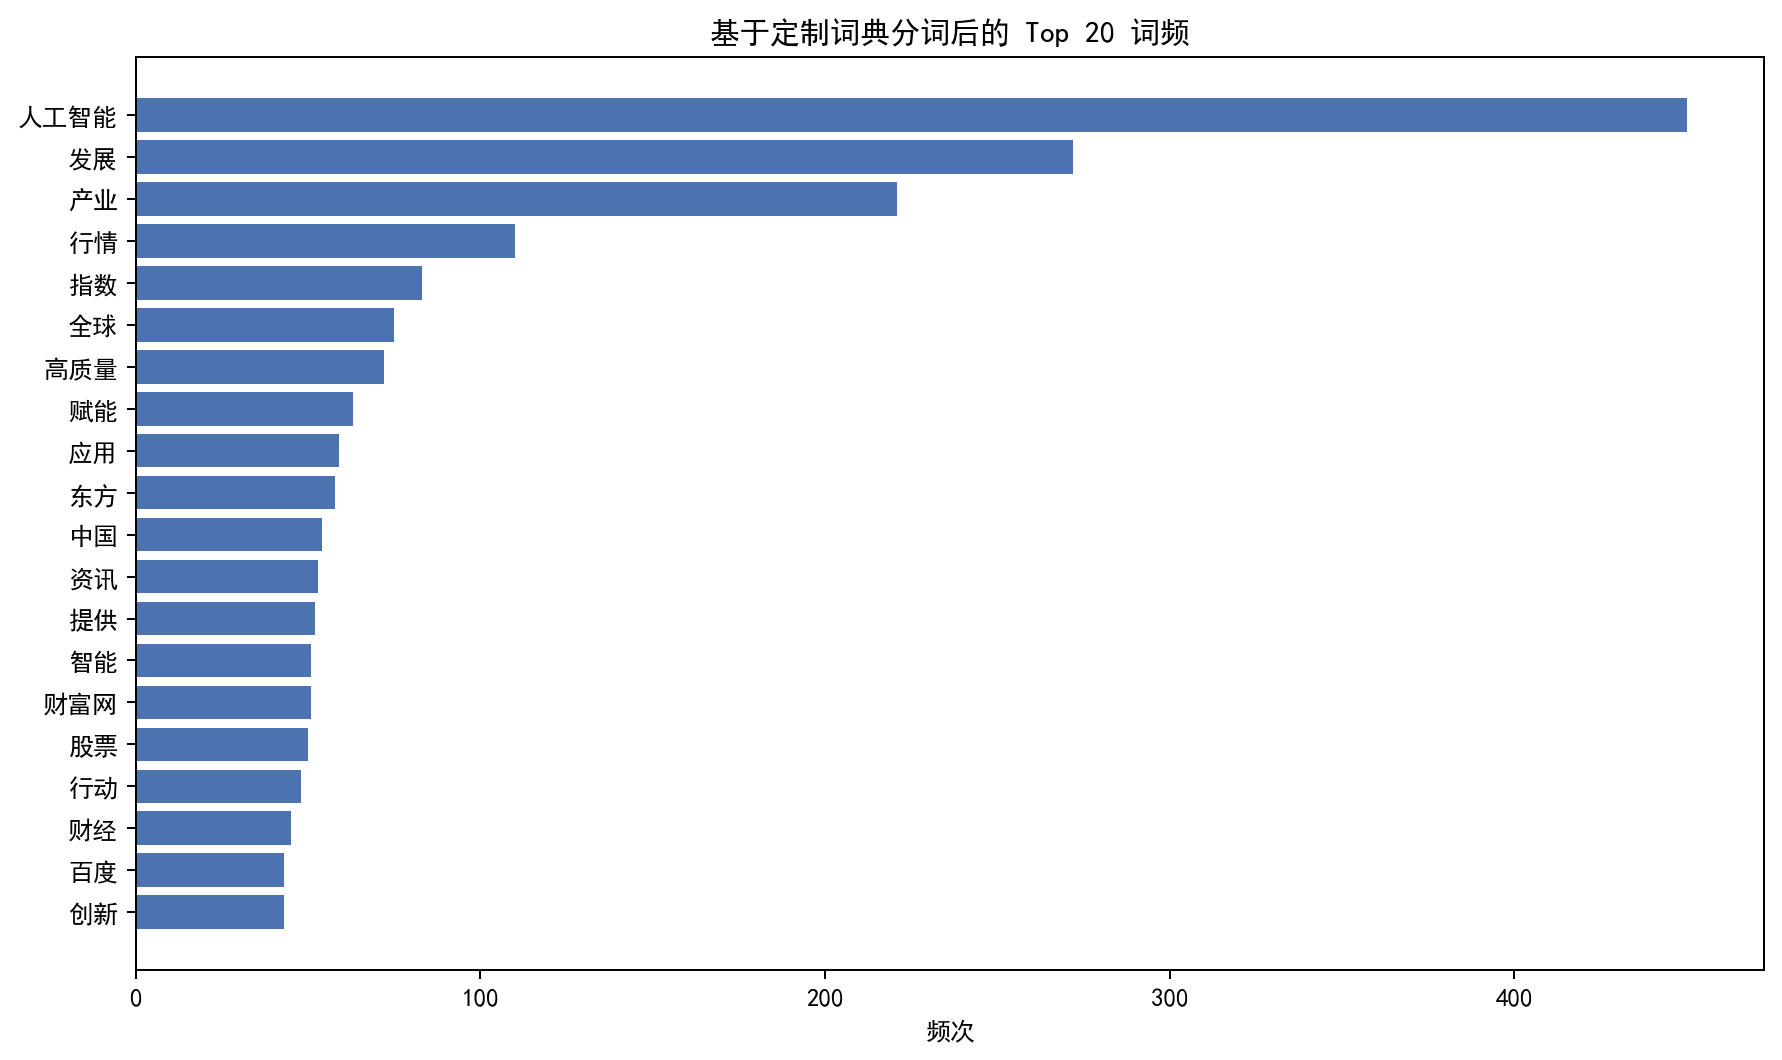 基于定制词典分词后的 Top 20 词频
人工智能
发展
产业
行情
指数
全球
高质量
赋能
应用
东方
中国
资讯
提供
智能
财富网
股票
行动
财经
百度
创新
0 100 200 300 400
频次